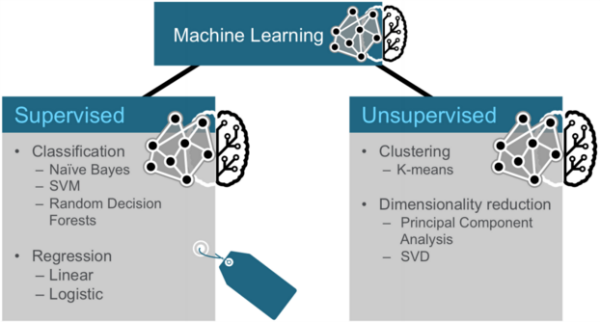 Machine Learning
Supervised
• Classification
– Naïve Bayes
– SVM
– Random Decision
Forests
• Regression
– Linear
– Logistic
Unsupervised
• Clustering
– K-means
• Dimensionality reduction
– Principal Component
Analysis
– SVD